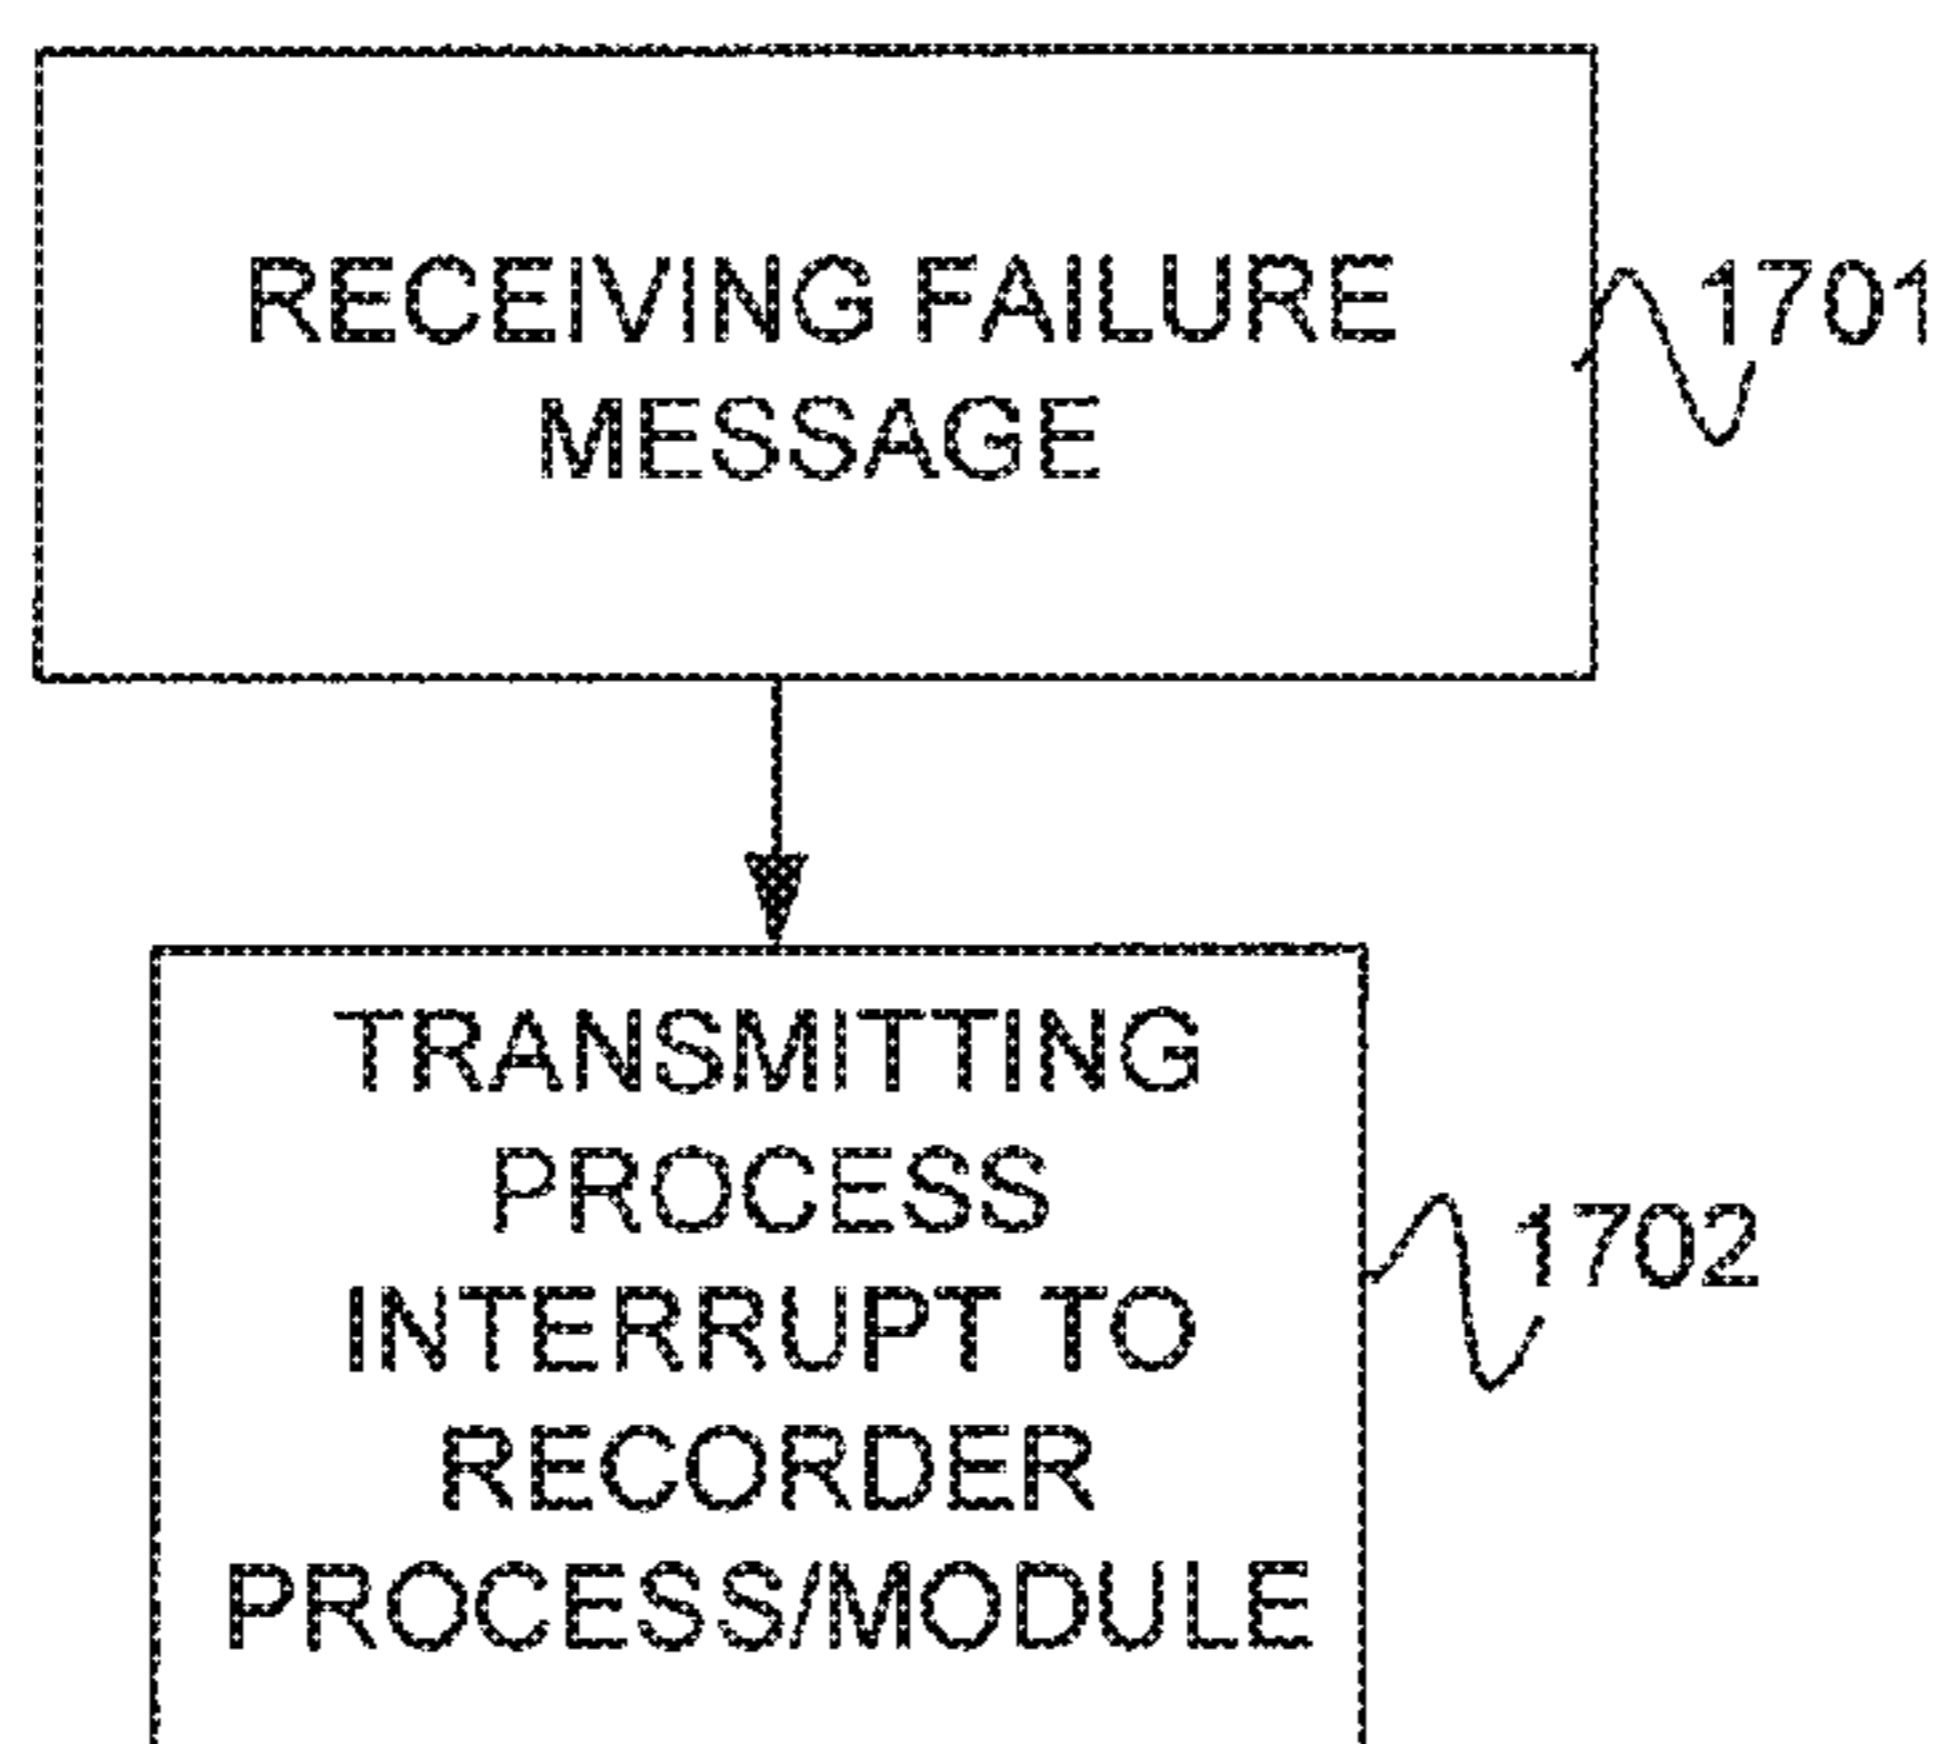 RECEIVING FAILURE
MESSAGE
1701
TRANSMITTING
PROCESS
INTERRUPT TO
RECORDER
PROCESS/MODULE
1702